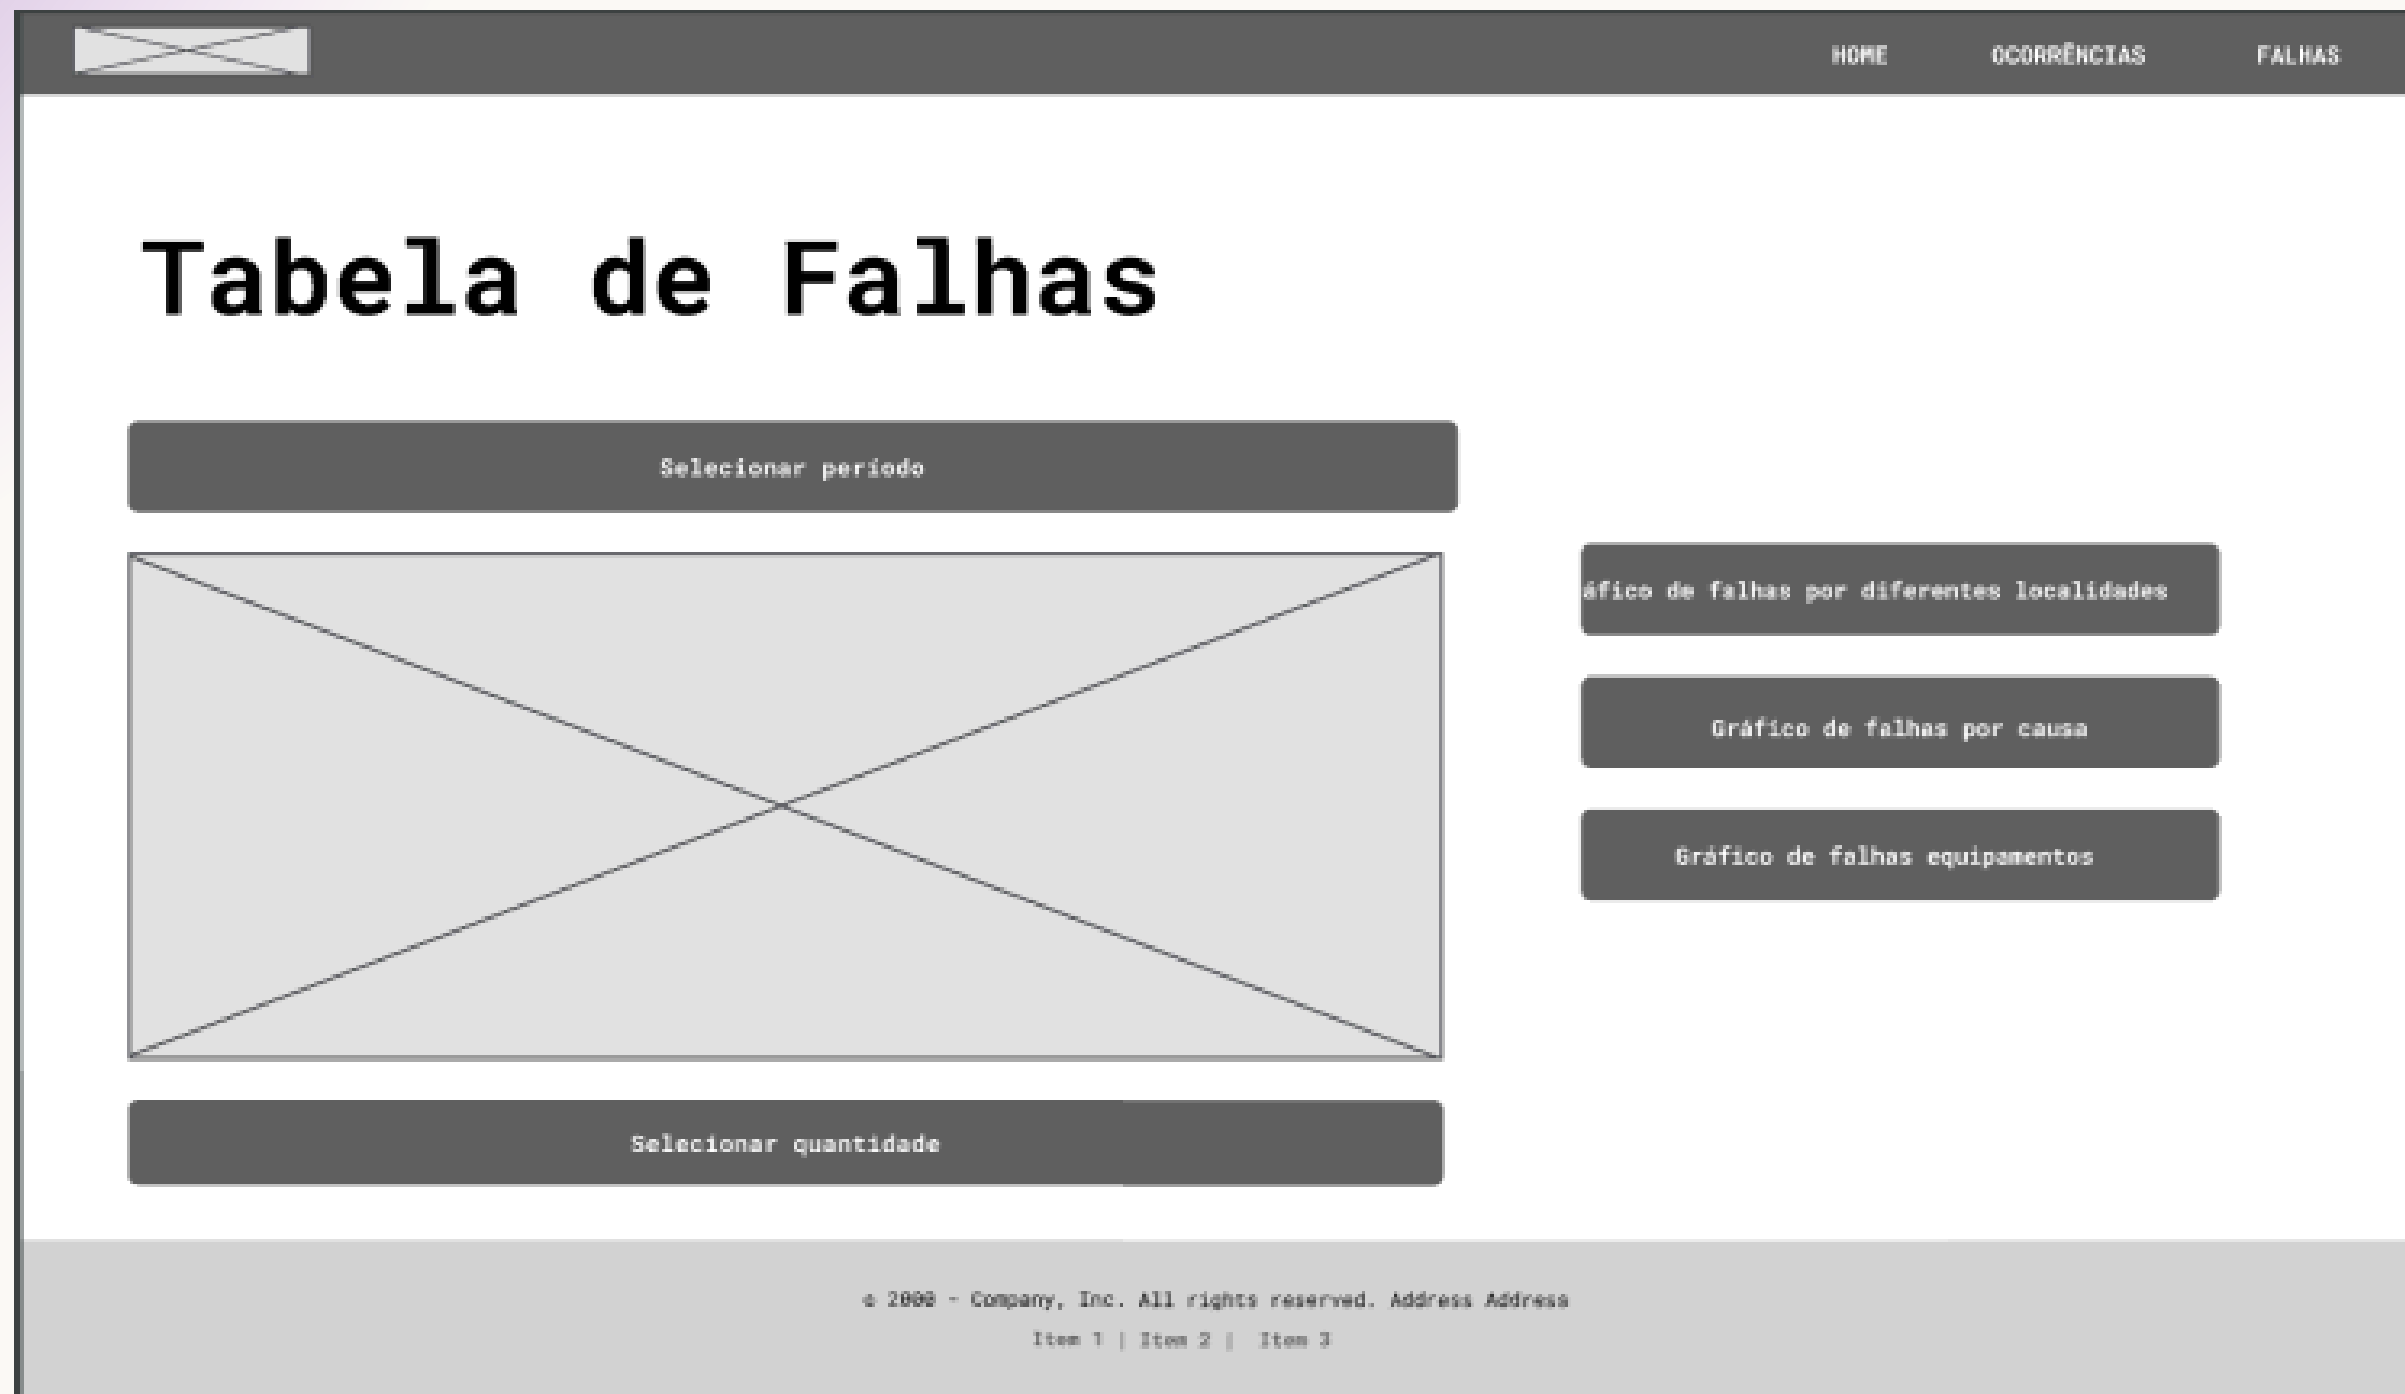 HOME OCORRÊNCIAS FALHAS
Tabela de Falhas
Selecionar período
áfico de falhas por diferentes localidades
Gráfico de falhas por causa
Gráfico de falhas equipamentos
Selecionar quantidade
© 2000 - Company, Inc. All rights reserved. Address Address
Item 1 | Item 2 | Item 3